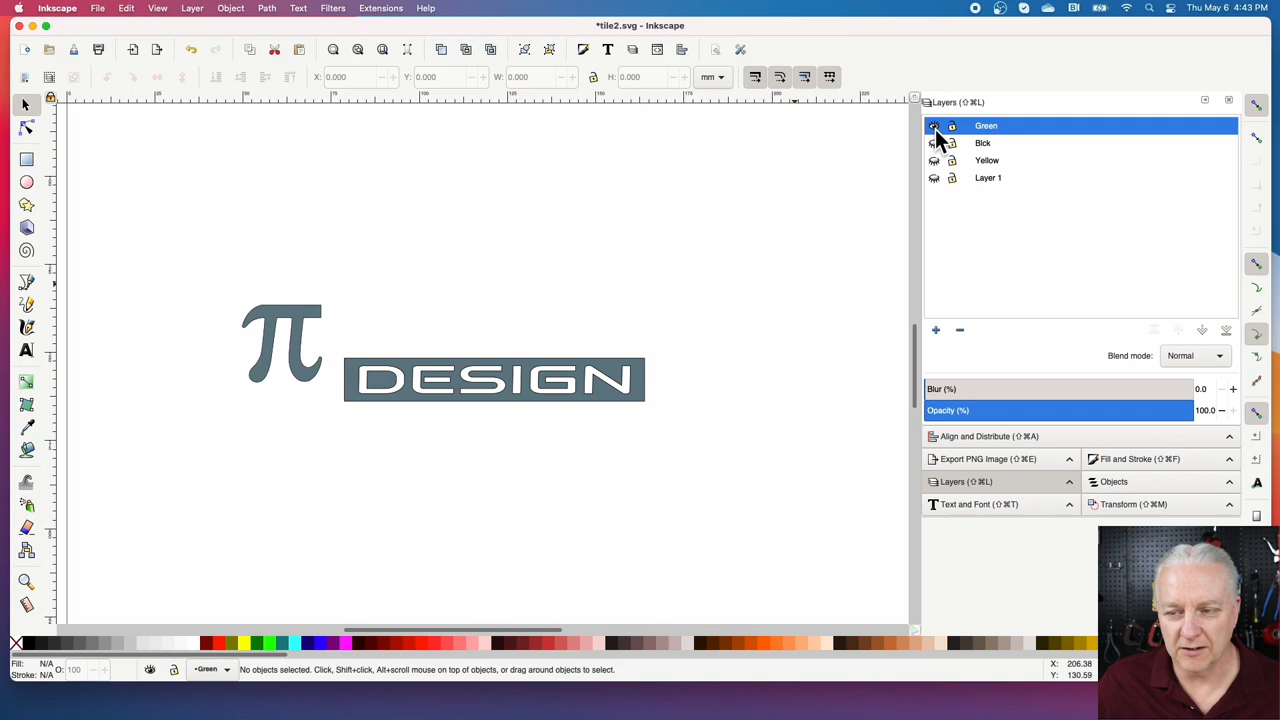 Inkscape File Edit View Layer Object Path Text Filters Extensions Help
Thu May 6 4:43 PM
*tile2.svg - Inkscape
X: 0.000 Y: 0.000 W: 0.000 H: 0.000 mm
Layers (⇧⌘L)
Green
Blck
Yellow
Layer 1
π
DESIGN
Blend mode: Normal
Blur (%) 0.0
Opacity (%) 100.0
Align and Distribute (⇧⌘A)
Export PNG Image (⇧⌘E) Fill and Stroke (⇧⌘F)
Layers (⇧⌘L) Objects
Text and Font (⇧⌘T) Transform (⇧⌘M)
Fill: N/A O: 100 •Green No objects selected. Click, Shift+click, Alt+scroll mouse on top of objects, or drag around objects to select. X: 206.38
Stroke: N/A Y: 130.59